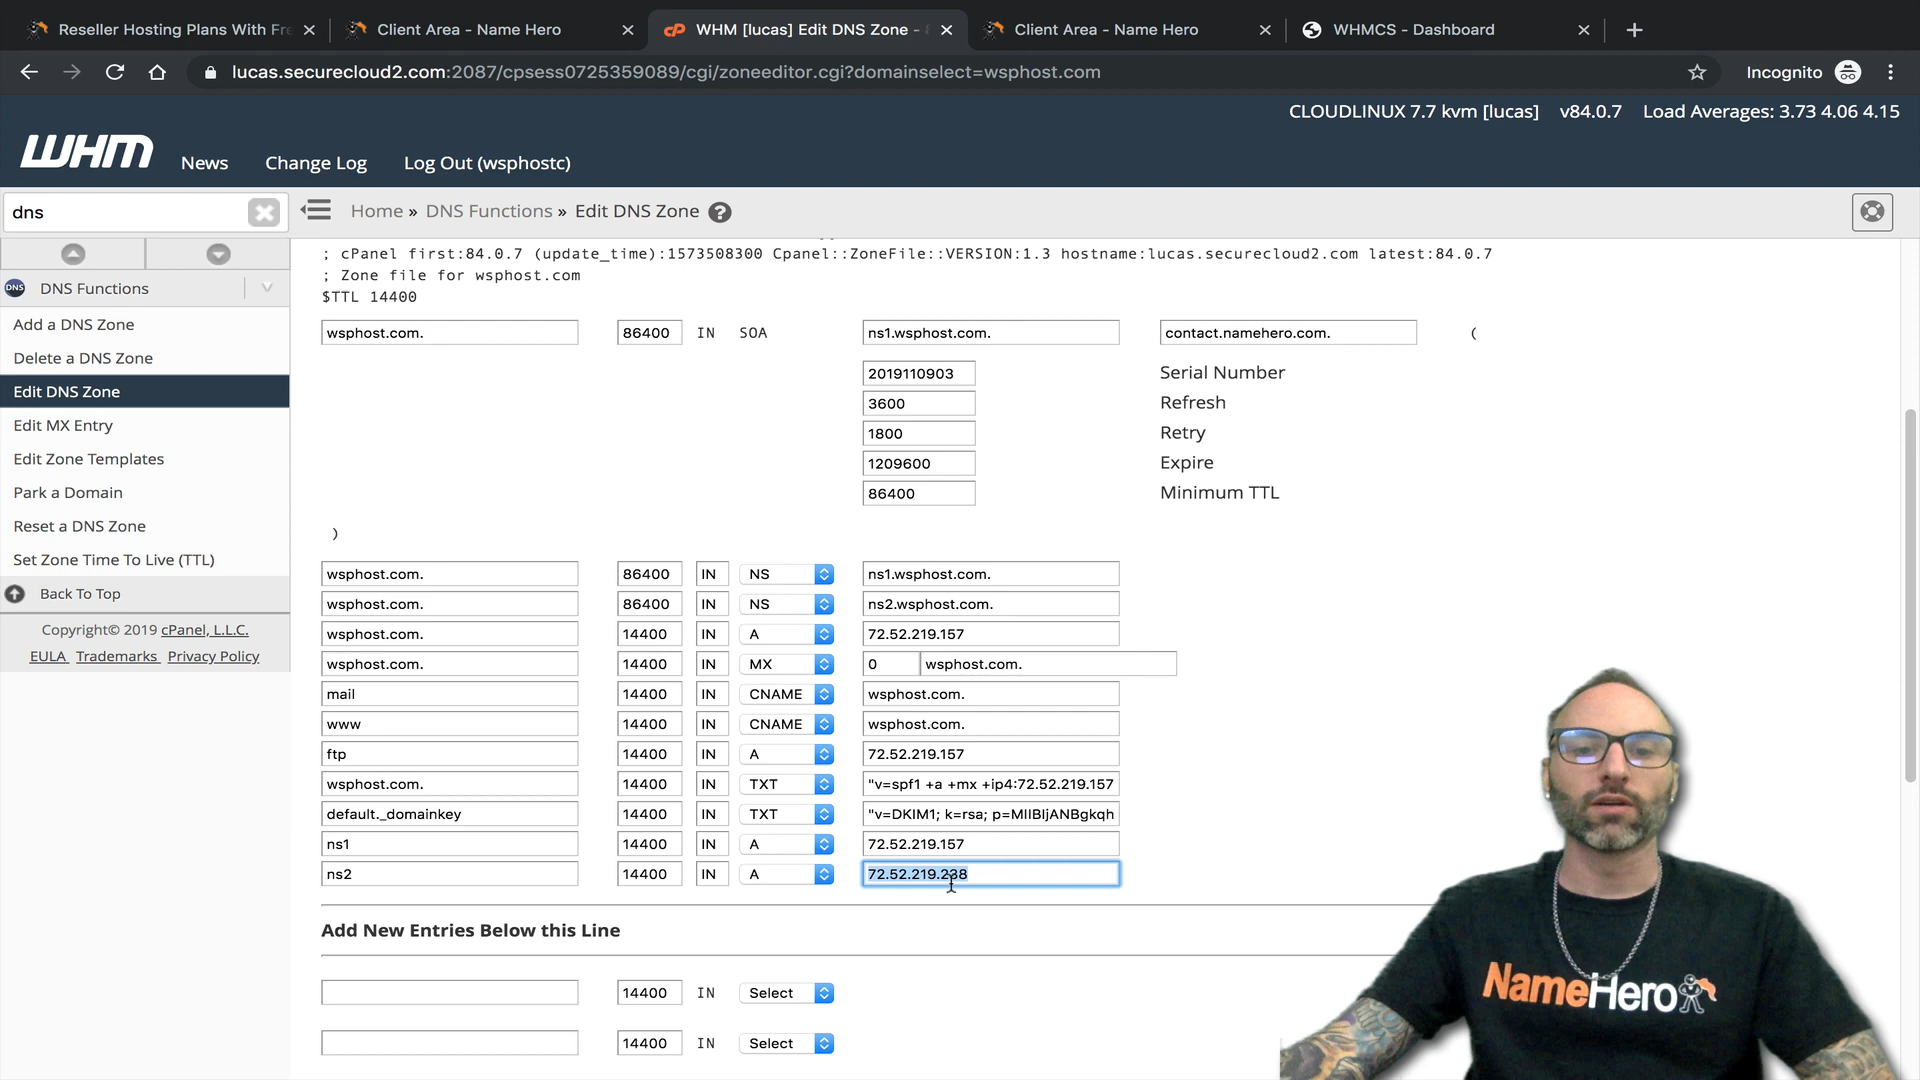 Reseller Hosting Plans With Fre
Client Area - Name Hero
WHM [lucas] Edit DNS Zone -
Client Area - Name Hero
WHMCS - Dashboard
lucas.securecloud2.com:2087/cpsess0725359089/cgi/zoneeditor.cgi?domainselect=wsphost.com
Incognito
CLOUDLINUX 7.7 kvm [lucas] v84.0.7 Load Averages: 3.73 4.06 4.15
WHM
News Change Log Log Out (wsphostc)
dns
Home » DNS Functions » Edit DNS Zone
DNS DNS Functions
Add a DNS Zone
Delete a DNS Zone
Edit DNS Zone
Edit MX Entry
Edit Zone Templates
Park a Domain
Reset a DNS Zone
Set Zone Time To Live (TTL)
Back To Top
Copyright© 2019 cPanel, L.L.C.
EULA Trademarks Privacy Policy
; cPanel first:84.0.7 (update_time):1573508300 Cpanel::ZoneFile::VERSION:1.3 hostname:lucas.securecloud2.com latest:84.0.7
; Zone file for wsphost.com
$TTL 14400
wsphost.com. 86400 IN SOA ns1.wsphost.com. contact.namehero.com. (
2019110903 Serial Number
3600 Refresh
1800 Retry
1209600 Expire
86400 Minimum TTL
)
wsphost.com. 86400 IN NS ns1.wsphost.com.
wsphost.com. 86400 IN NS ns2.wsphost.com.
wsphost.com. 14400 IN A 72.52.219.157
wsphost.com. 14400 IN MX 0 wsphost.com.
mail 14400 IN CNAME wsphost.com.
www 14400 IN CNAME wsphost.com.
ftp 14400 IN A 72.52.219.157
wsphost.com. 14400 IN TXT "v=spf1 +a +mx +ip4:72.52.219.157
default._domainkey 14400 IN TXT "v=DKIM1; k=rsa; p=MIIBIjANBgkqh
ns1 14400 IN A 72.52.219.157
ns2 14400 IN A 72.52.219.238
Add New Entries Below this Line
14400 IN Select
14400 IN Select
NameHero